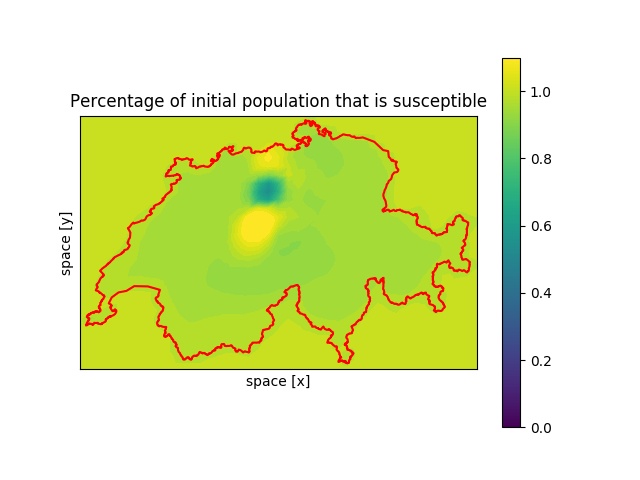 Percentage of initial population that is susceptible
1.0
0.8
0.6
0.4
0.2
0.0
space [y]
space [x]